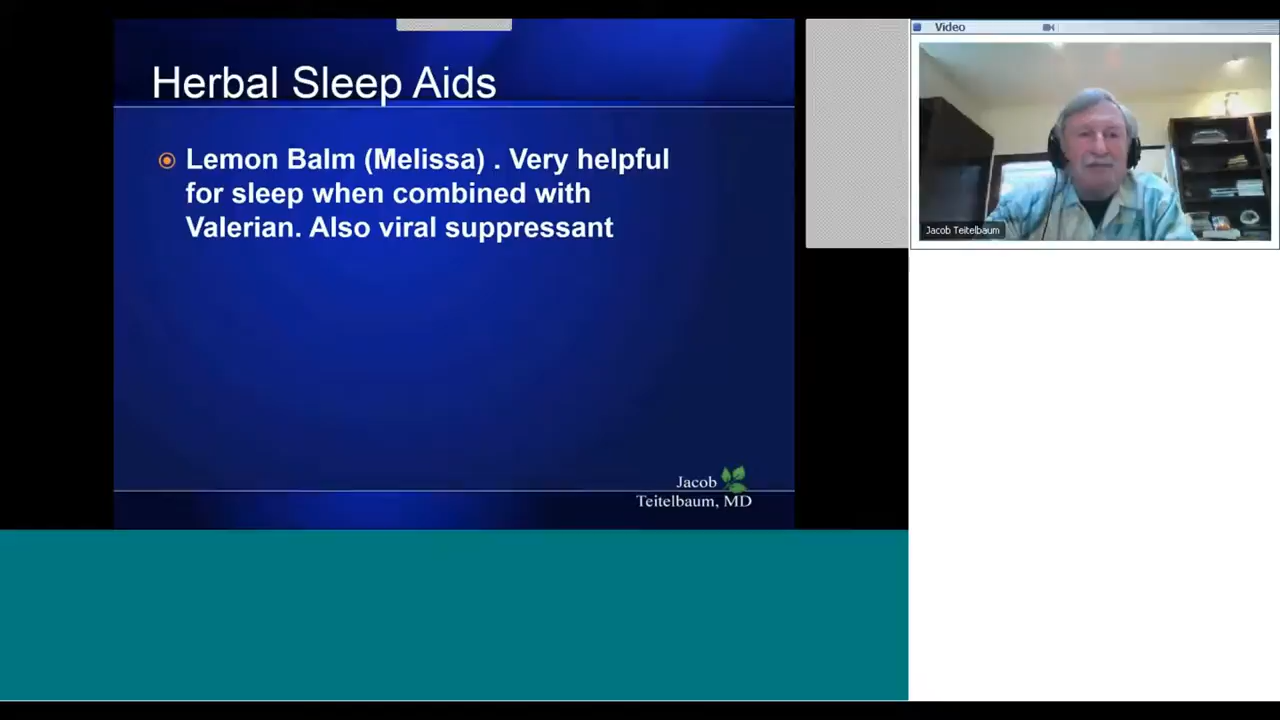 Herbal Sleep Aids
Lemon Balm (Melissa) . Very helpful
for sleep when combined with
Valerian. Also viral suppressant
Jacob
Teitelbaum, MD
Video
Jacob Teitelbaum